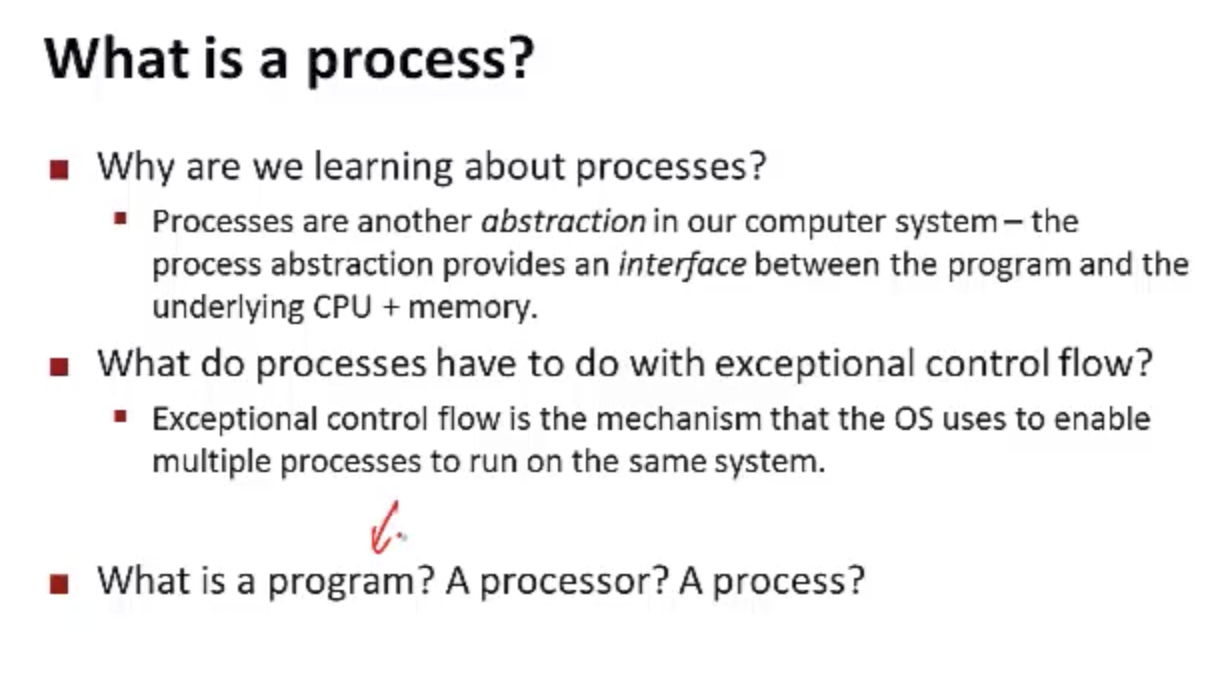 What is a process?
Why are we learning about processes?
Processes are another abstraction in our computer system – the
process abstraction provides an interface between the program and the
underlying CPU + memory.
What do processes have to do with exceptional control flow?
Exceptional control flow is the mechanism that the OS uses to enable
multiple processes to run on the same system.
What is a program? A processor? A process?